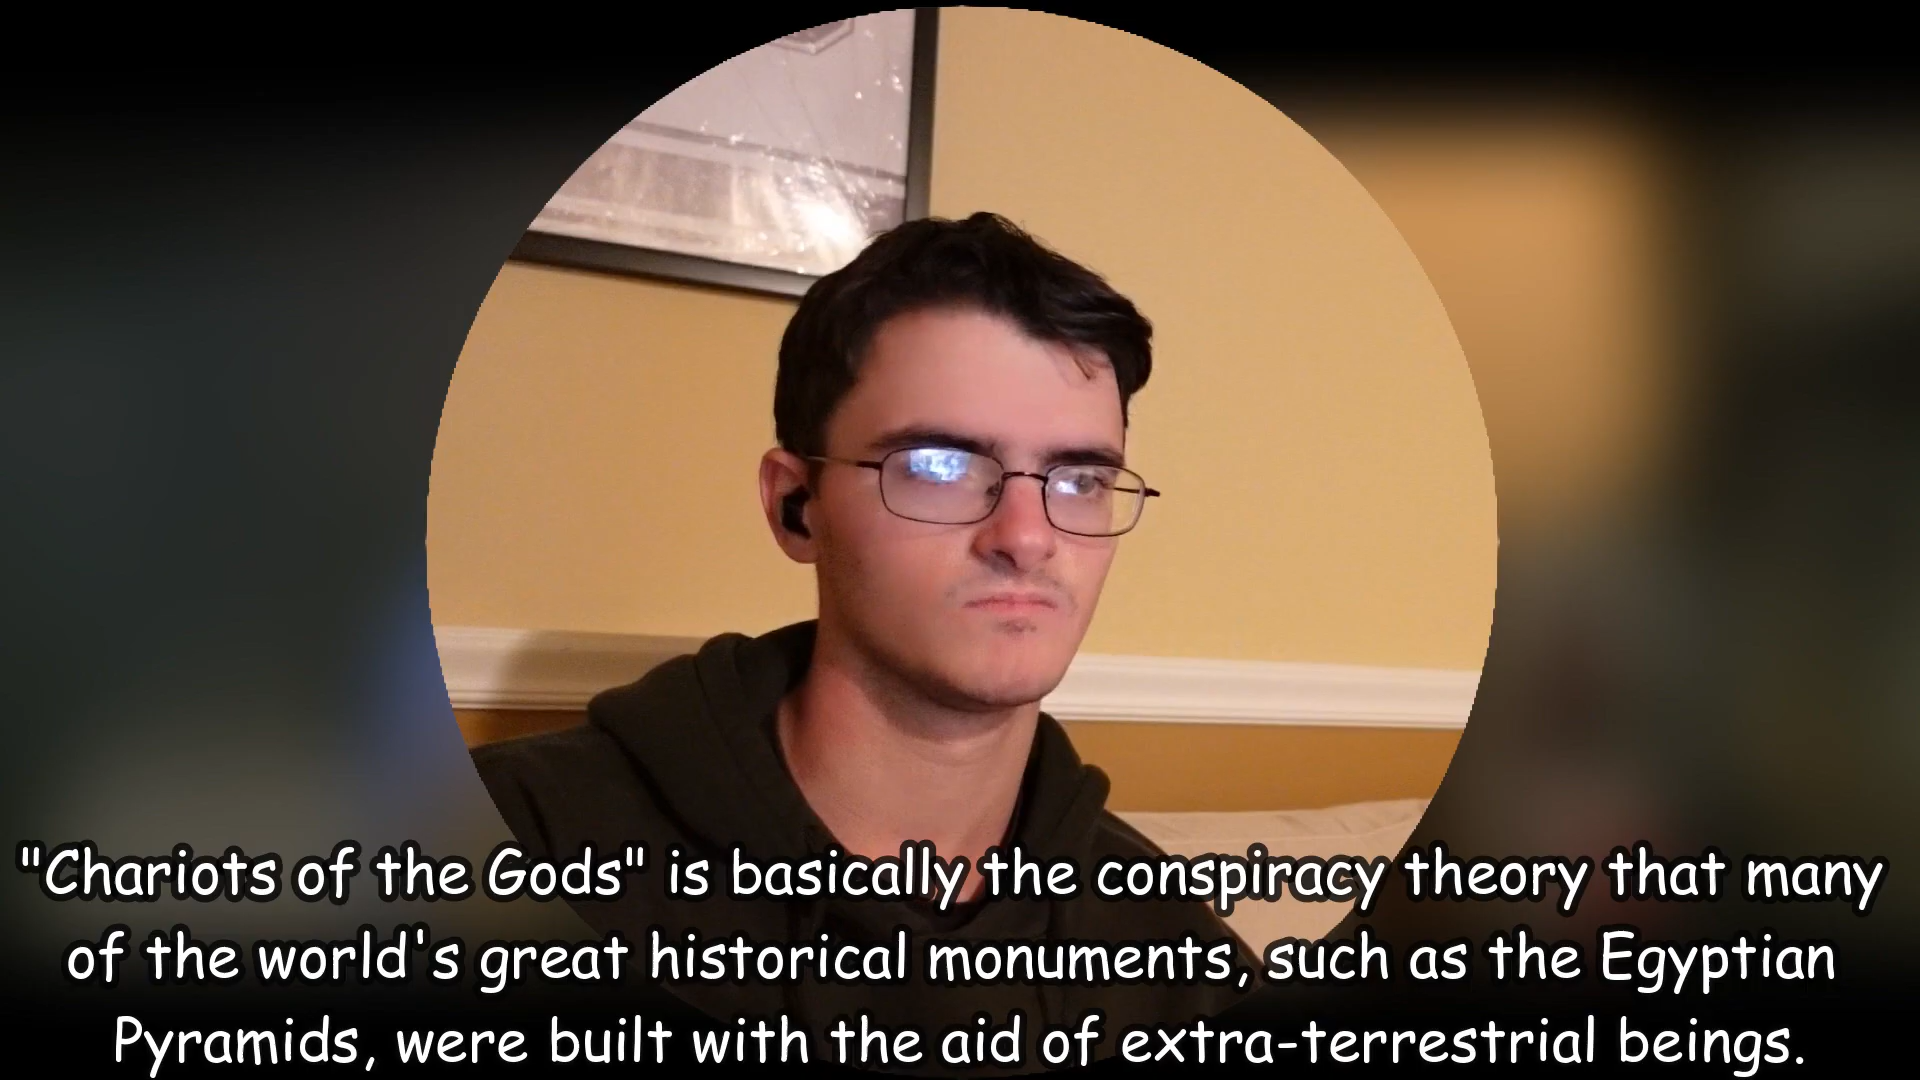 "Chariots of the Gods" is basically the conspiracy theory that many
of the world's great historical monuments, such as the Egyptian
Pyramids, were built with the aid of extra-terrestrial beings.